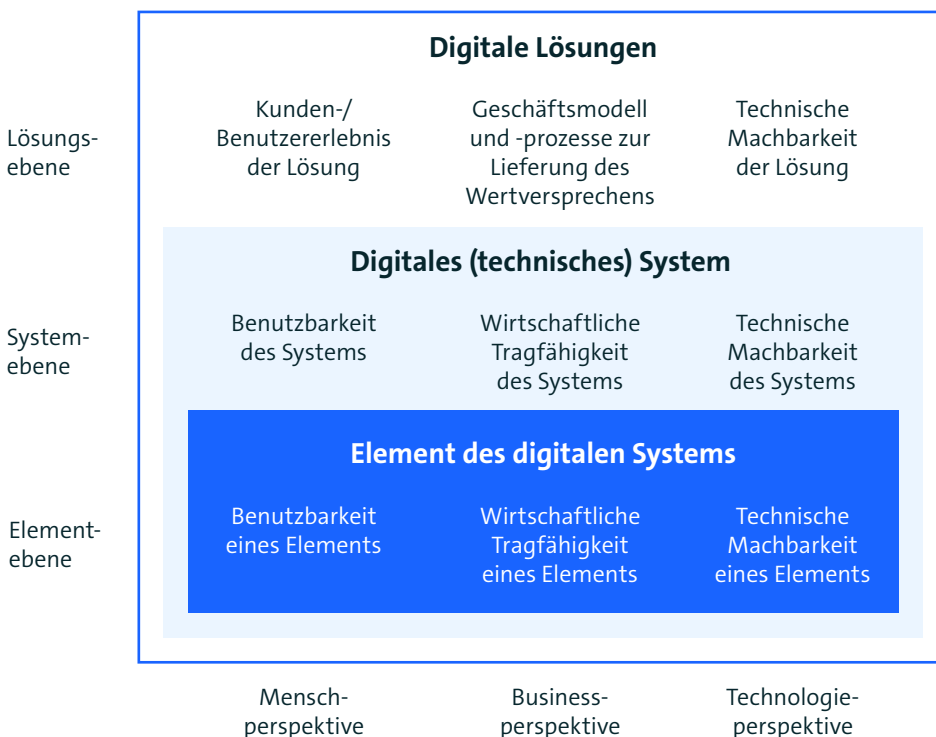 Digitale Lösungen
Lösungs-
ebene
Kunden-/
Benutzererlebnis
der Lösung
Geschäftsmodell
und -prozesse zur
Lieferung des
Wertversprechens
Technische
Machbarkeit
der Lösung
Digitales (technisches) System
System-
ebene
Benutzbarkeit
des Systems
Wirtschaftliche
Tragfähigkeit
des Systems
Technische
Machbarkeit
des Systems
Element des digitalen Systems
Element-
ebene
Benutzbarkeit
eines Elements
Wirtschaftliche
Tragfähigkeit
eines Elements
Technische
Machbarkeit
eines Elements
Mensch-
perspektive
Business-
perspektive
Technologie-
perspektive